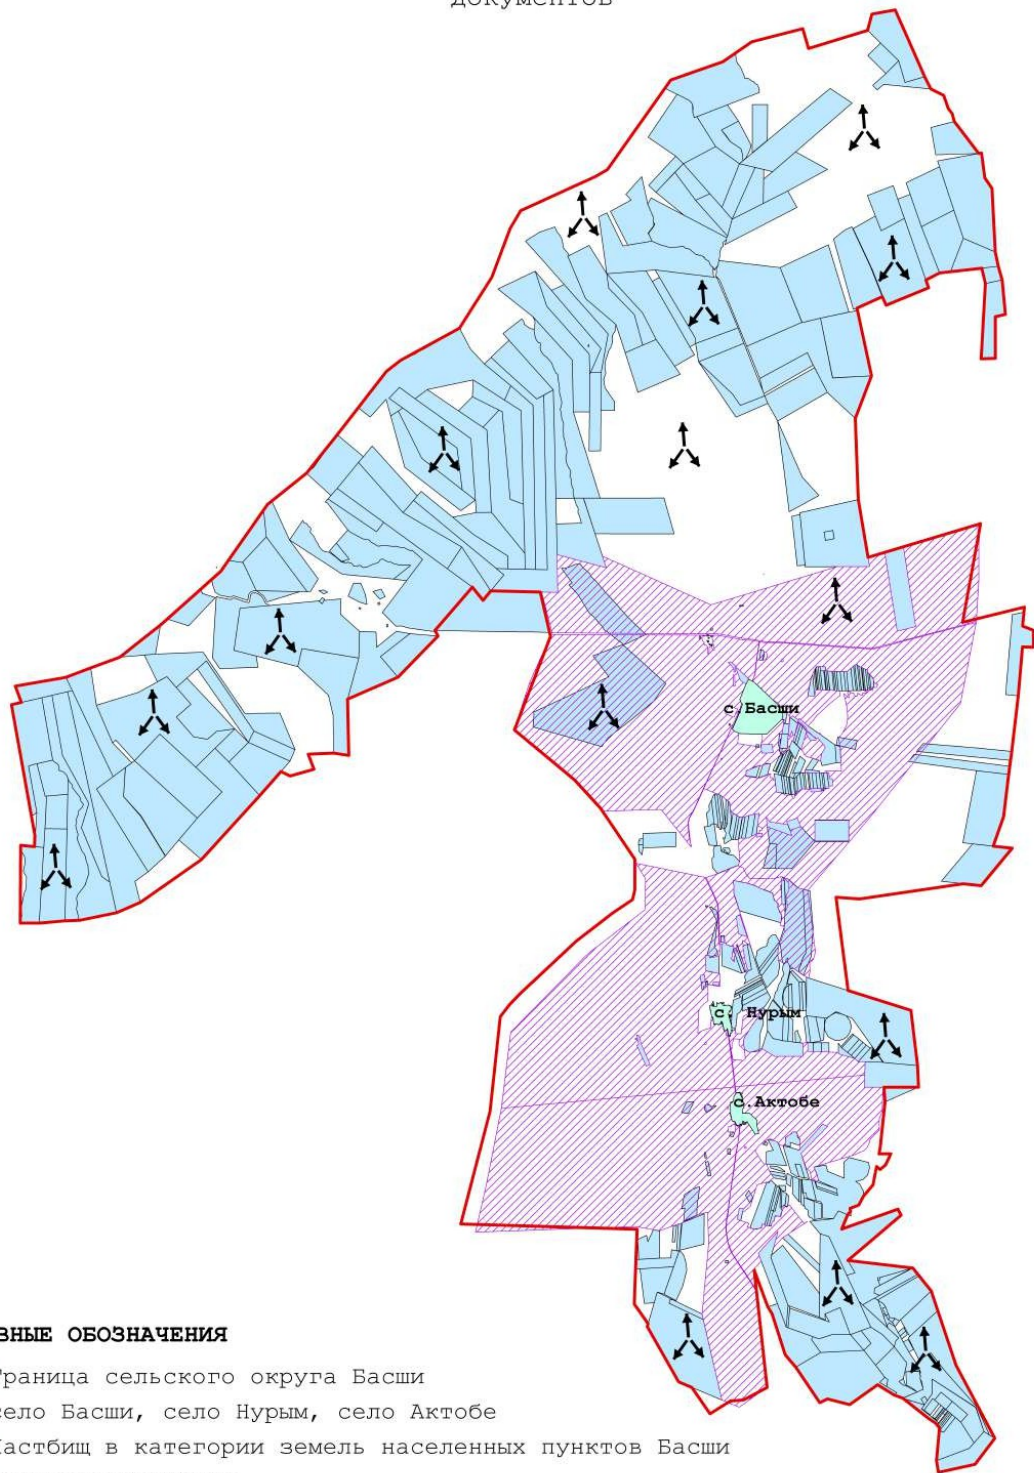 документов
с.Басши
с. Нурым
с.Актобе
ВНЫЕ ОБОЗНАЧЕНИЯ
Граница сельского округа Басши
село Басши, село Нурым, село Актобе
Пастбищ в категории земель населенных пунктов Басши